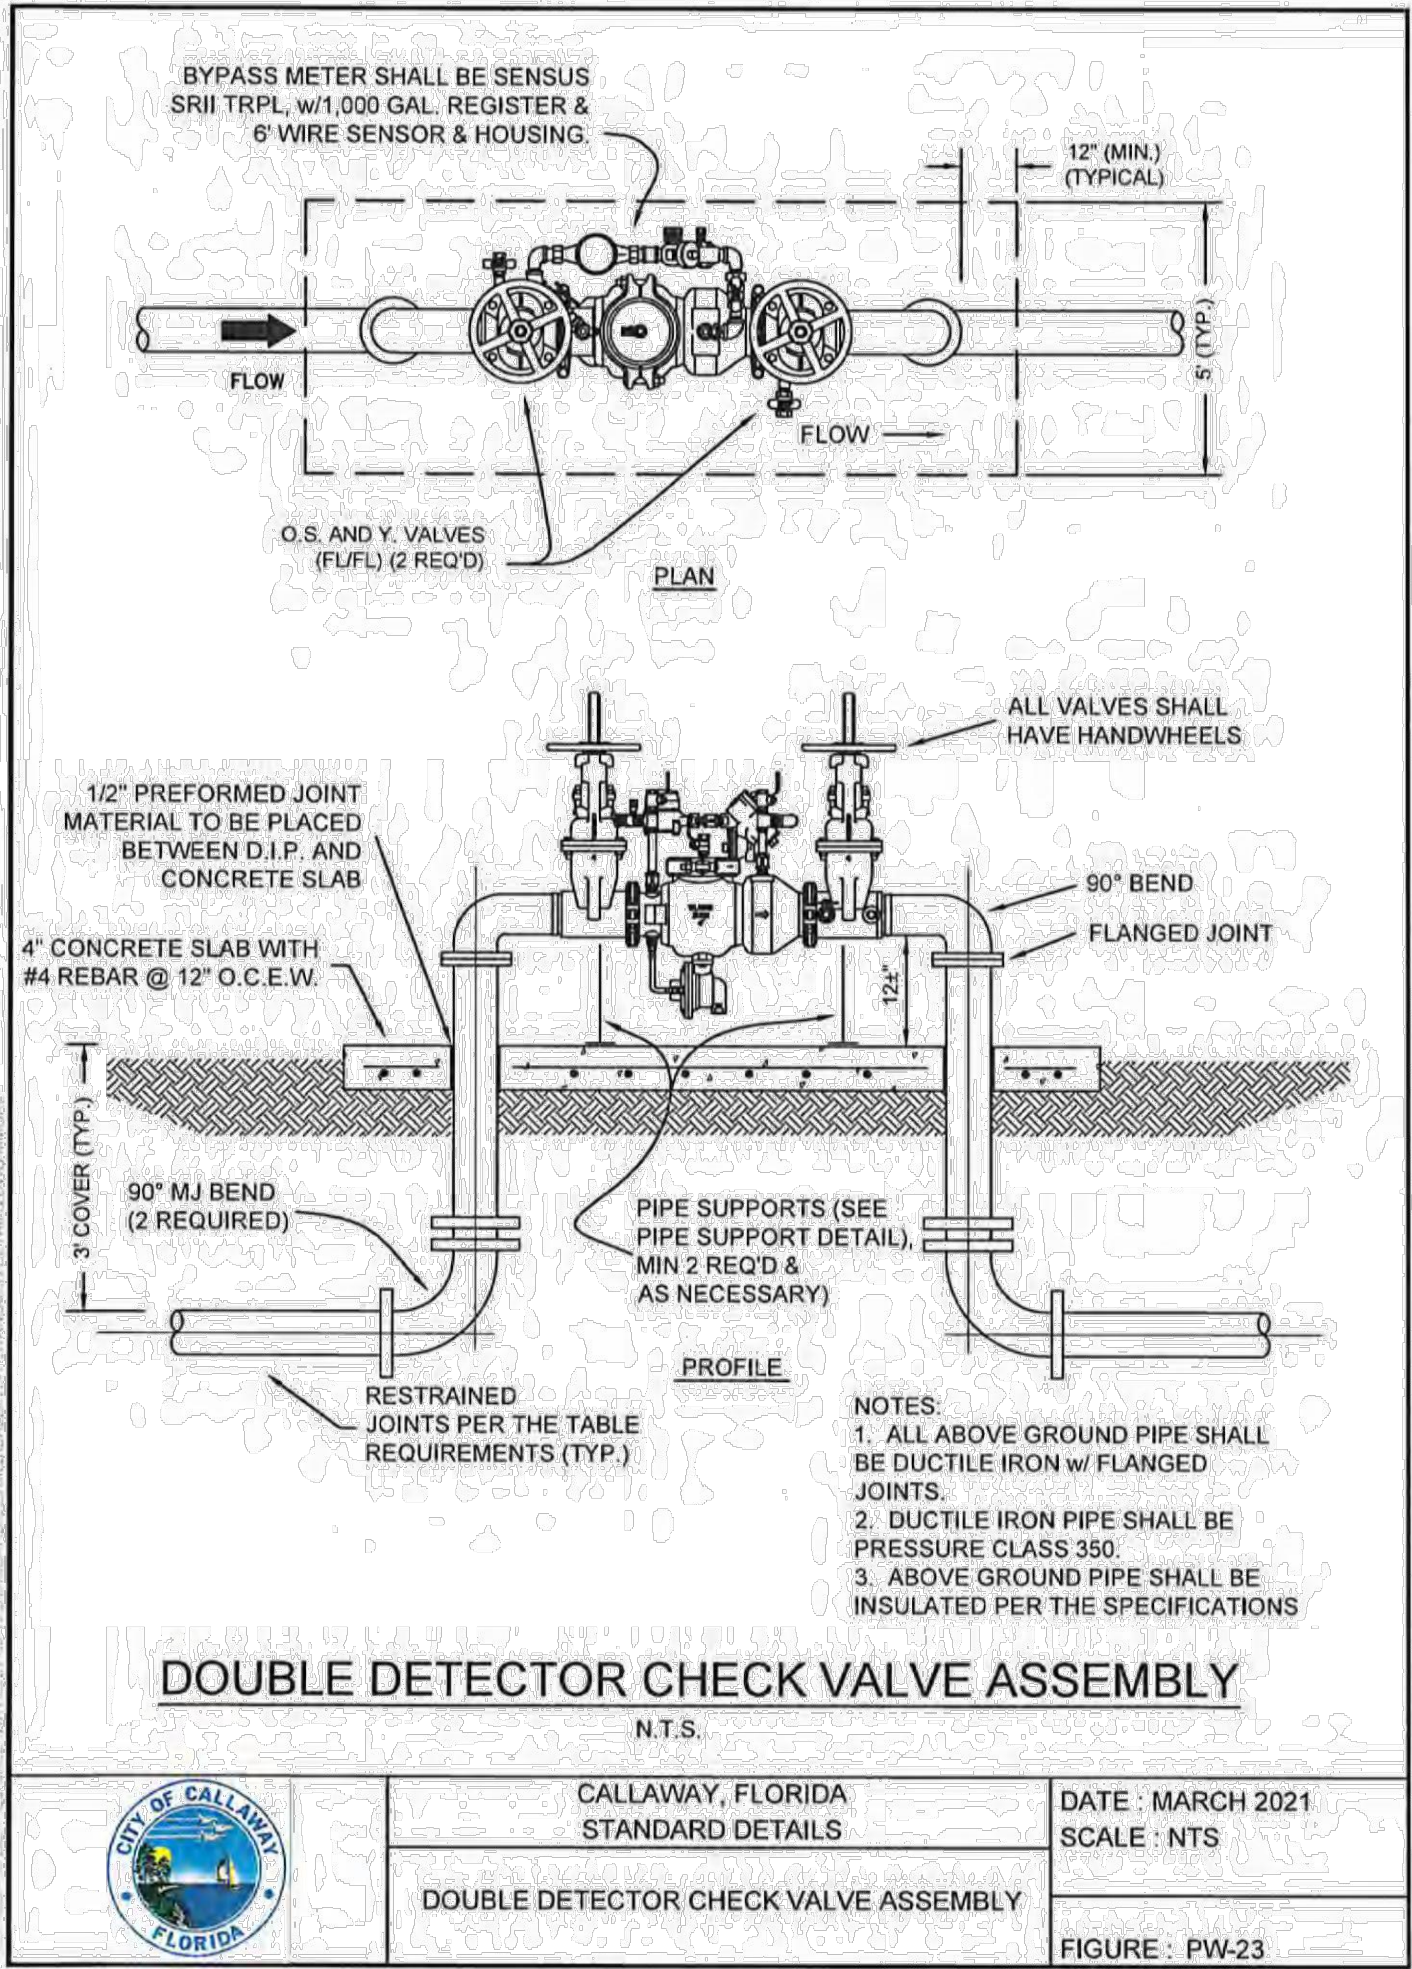 BYPASS METER SHALL BE SENSUS
SRII TRPL, w/1,000 GAL. REGISTER &
6' WIRE SENSOR & HOUSING.
12" (MIN.)
(TYPICAL)
5' (TYP.)
FLOW
FLOW
O.S. AND Y. VALVES
(FL/FL) (2 REQ'D)
PLAN
ALL VALVES SHALL
HAVE HANDWHEELS
1/2" PREFORMED JOINT
MATERIAL TO BE PLACED
BETWEEN D.I.P. AND
CONCRETE SLAB
90° BEND
FLANGED JOINT
4" CONCRETE SLAB WITH
#4 REBAR @ 12" O.C.E.W.
12±"
3' COVER (TYP.)
90° MJ BEND
(2 REQUIRED)
PIPE SUPPORTS (SEE
PIPE SUPPORT DETAIL),
MIN 2 REQ'D &
AS NECESSARY)
PROFILE
RESTRAINED
JOINTS PER THE TABLE
REQUIREMENTS (TYP.)
NOTES:
1. ALL ABOVE GROUND PIPE SHALL
BE DUCTILE IRON w/ FLANGED
JOINTS.
2. DUCTILE IRON PIPE SHALL BE
PRESSURE CLASS 350.
3. ABOVE GROUND PIPE SHALL BE
INSULATED PER THE SPECIFICATIONS
DOUBLE DETECTOR CHECK VALVE ASSEMBLY
N.T.S.
CITY OF CALLAWAY
FLORIDA
CALLAWAY, FLORIDA
STANDARD DETAILS
DOUBLE DETECTOR CHECK VALVE ASSEMBLY
DATE : MARCH 2021
SCALE : NTS
FIGURE : PW-23